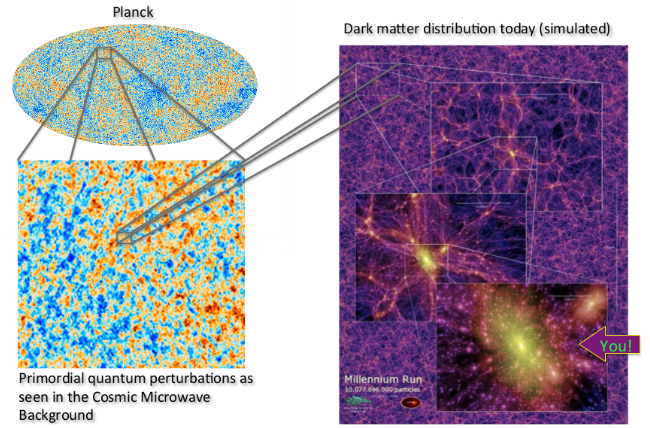 Planck
Dark matter distribution today (simulated)
You!
Millennium Run
10.077.696.000 particles
Primordial quantum perturbations as
seen in the Cosmic Microwave
Background